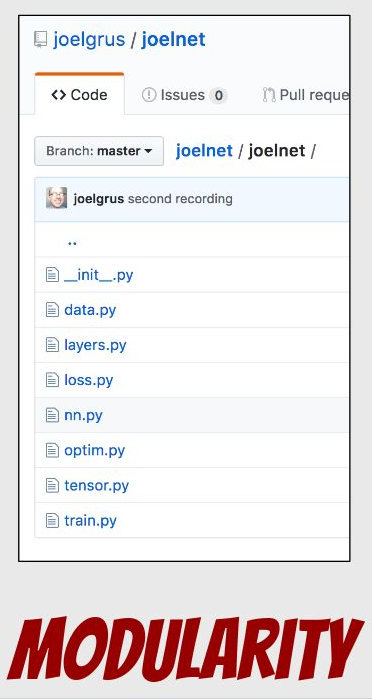 joelgrus / joelnet
Code Issues 0 Pull reque
Branch: master joelnet / joelnet /
joelgrus second recording
..
__init__.py
data.py
layers.py
loss.py
nn.py
optim.py
tensor.py
train.py
MODULARITY